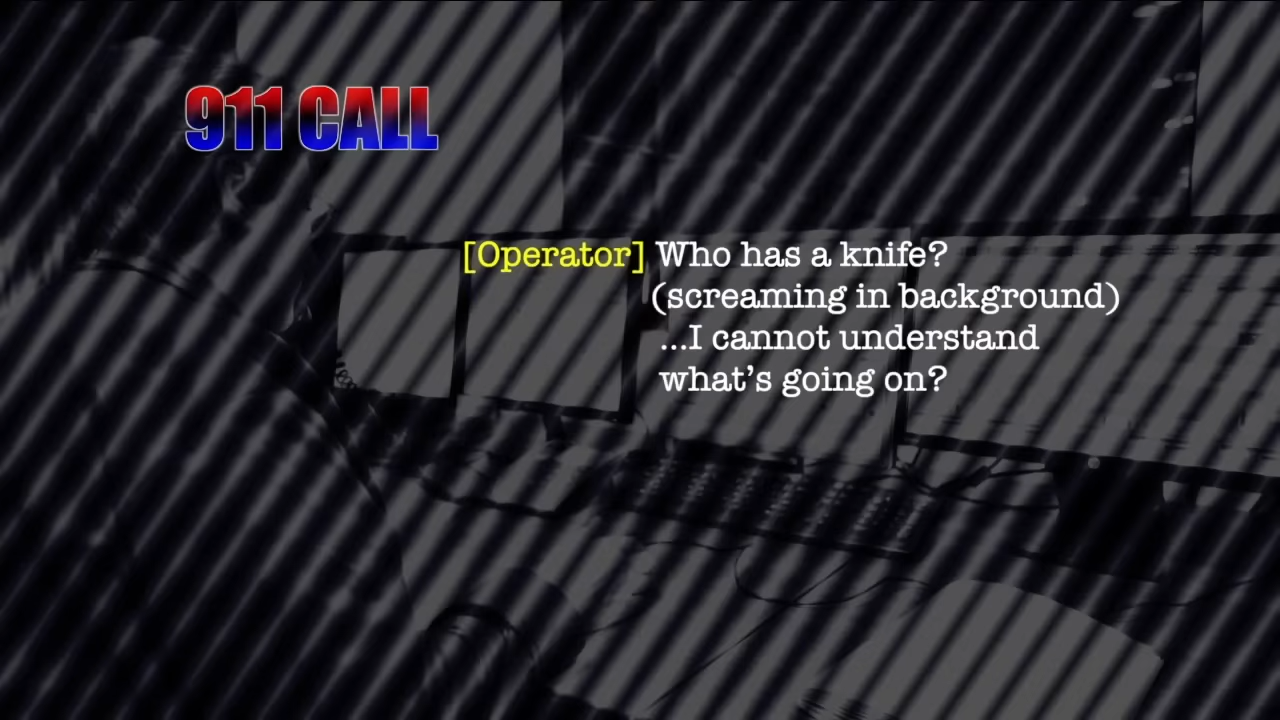 911 CALL
[Operator] Who has a knife?
(screaming in background)
...I cannot understand
what's going on?